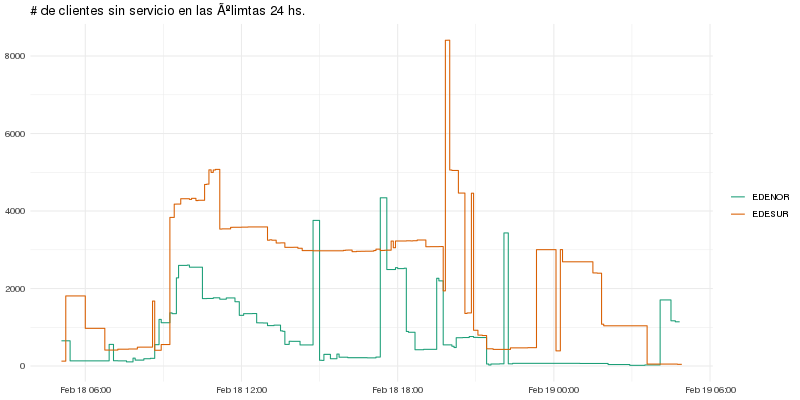 # de clientes sin servicio en las Ãºlimtas 24 hs.
8000
6000
4000
2000
0
Feb 18 06:00
Feb 18 12:00
Feb 18 18:00
Feb 19 00:00
Feb 19 06:00
EDENOR
EDESUR